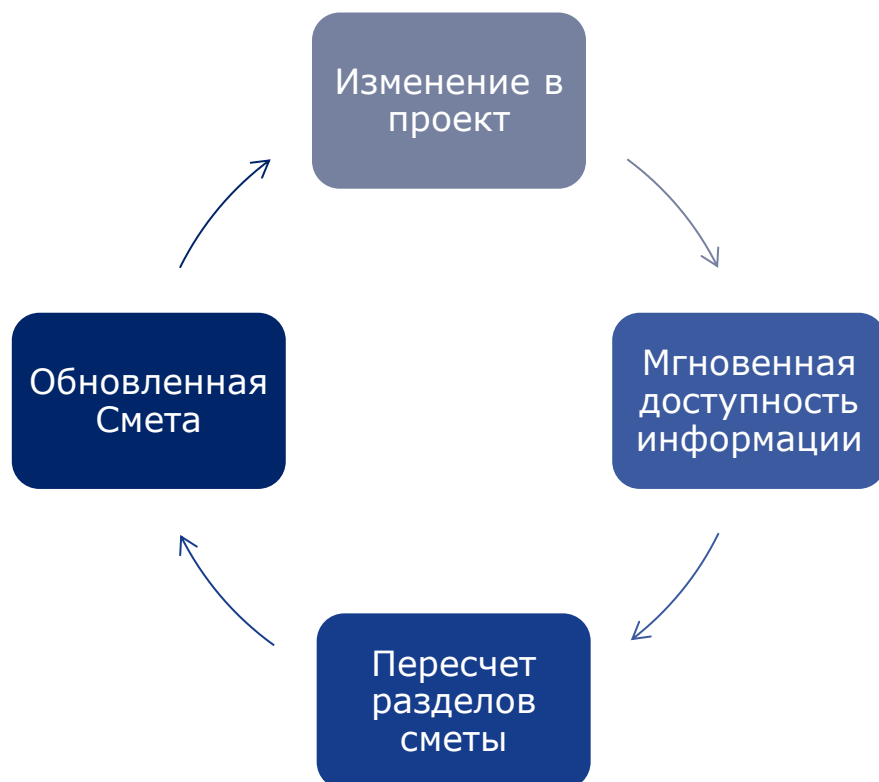 Изменение в
проект
Мгновенная
доступность
информации
Пересчет
разделов
сметы
Обновленная
Смета